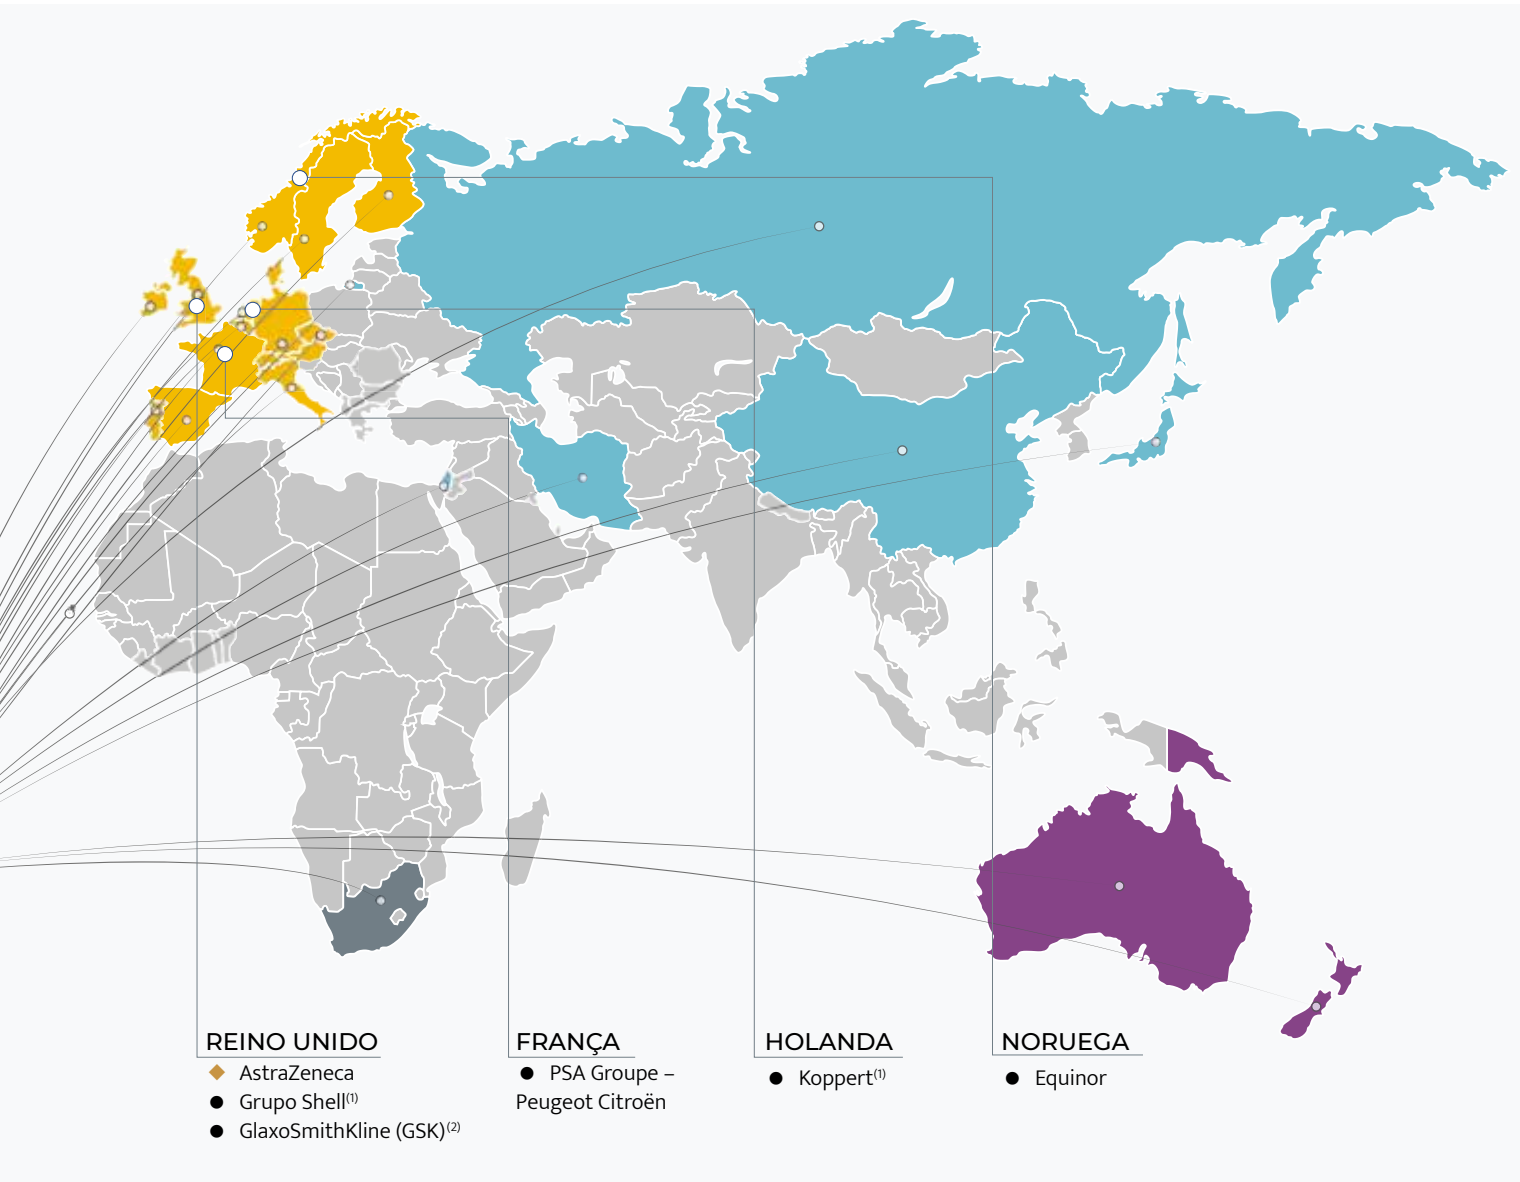 REINO UNIDO
AstraZeneca
Grupo Shell(1)
GlaxoSmithKline (GSK)(2)
FRANÇA
PSA Groupe –
Peugeot Citroën
HOLANDA
Koppert(1)
NORUEGA
Equinor